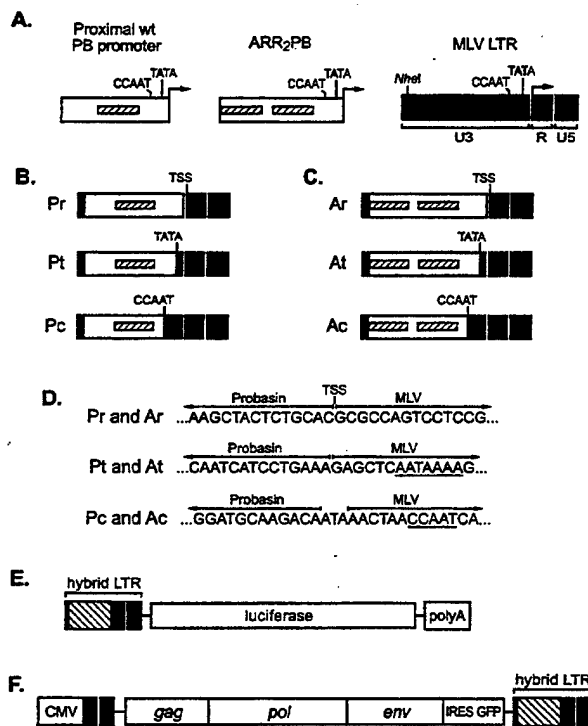 A.
Proximal wt
PB promoter
CCAAT TATA
ARR₂PB
CCAAT TATA
MLV LTR
NheI
CCAAT TATA
U3 R U5
B.
TSS
Pr
TATA
Pt
CCAAT
Pc
C.
TSS
Ar
TATA
At
CCAAT
Ac
D.
Probasin TSS MLV
Pr and Ar ...AAGCTACTCTGCACGCGCCAGTCCTCCG...
Probasin MLV
Pt and At ...CAATCATCCTGAAAGAGCTCAATAAAAG...
Probasin MLV
Pc and Ac ...GGATGCAAGACAATAAACTAACCAATCA...
E.
hybrid LTR
luciferase polyA
F.
hybrid LTR
CMV gag pol env IRES GFP